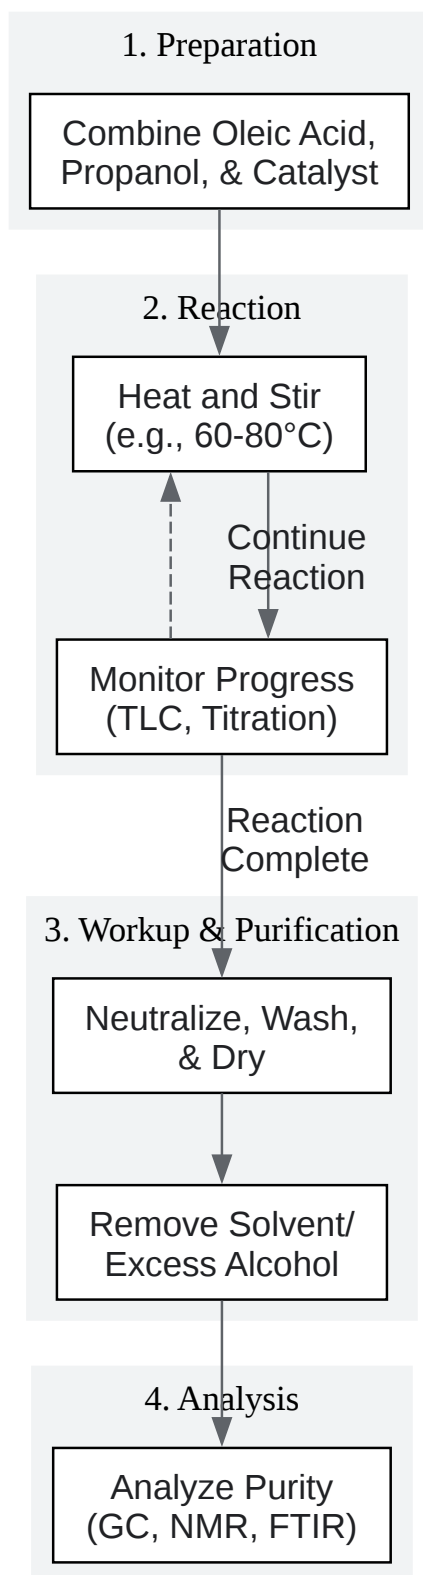 1. Preparation
Combine Oleic Acid,
Propanol, & Catalyst
2. Reaction
Heat and Stir
(e.g., 60-80°C)
Continue
Reaction
Monitor Progress
(TLC, Titration)
Reaction
Complete
3. Workup & Purification
Neutralize, Wash,
& Dry
Remove Solvent/
Excess Alcohol
4. Analysis
Analyze Purity
(GC, NMR, FTIR)